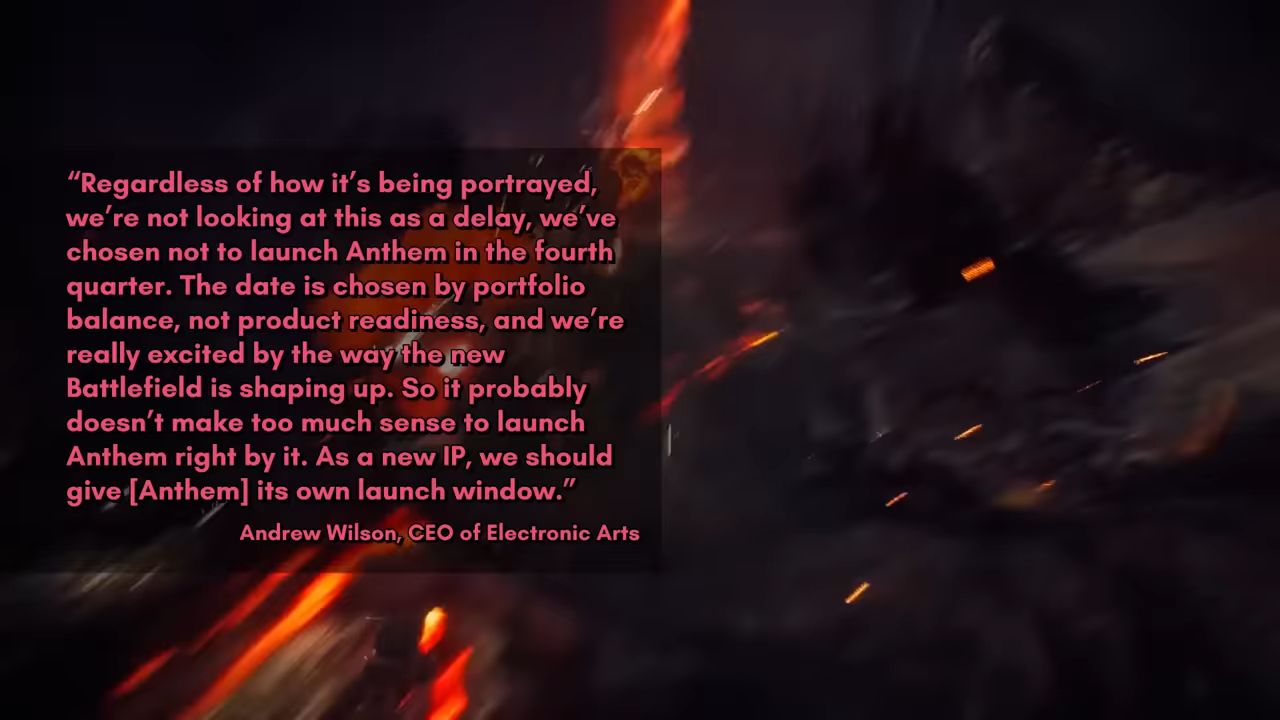 “Regardless of how it’s being portrayed,
we’re not looking at this as a delay, we’ve
chosen not to launch Anthem in the fourth
quarter. The date is chosen by portfolio
balance, not product readiness, and we’re
really excited by the way the new
Battlefield is shaping up. So it probably
doesn’t make too much sense to launch
Anthem right by it. As a new IP, we should
give [Anthem] its own launch window.”
Andrew Wilson, CEO of Electronic Arts